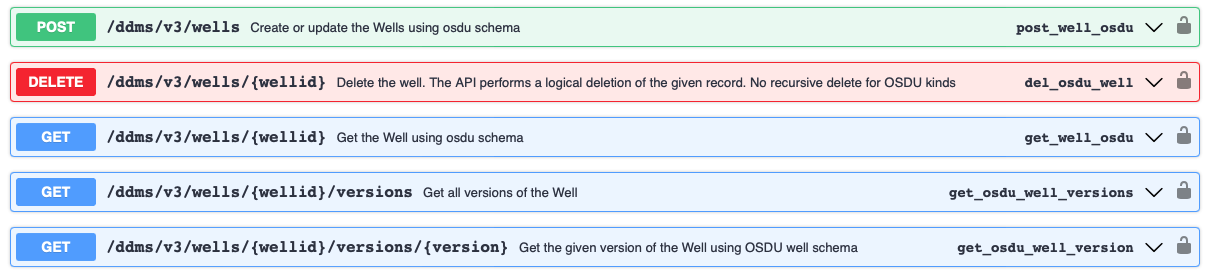 POST /ddms/v3/wells Create or update the Wells using osdu schema post_well_osdu
DELETE /ddms/v3/wells/{wellid} Delete the well. The API performs a logical deletion of the given record. No recursive delete for OSDU kinds del_osdu_well
GET /ddms/v3/wells/{wellid} Get the Well using osdu schema get_well_osdu
GET /ddms/v3/wells/{wellid}/versions Get all versions of the Well get_osdu_well_versions
GET /ddms/v3/wells/{wellid}/versions/{version} Get the given version of the Well using OSDU well schema get_osdu_well_version